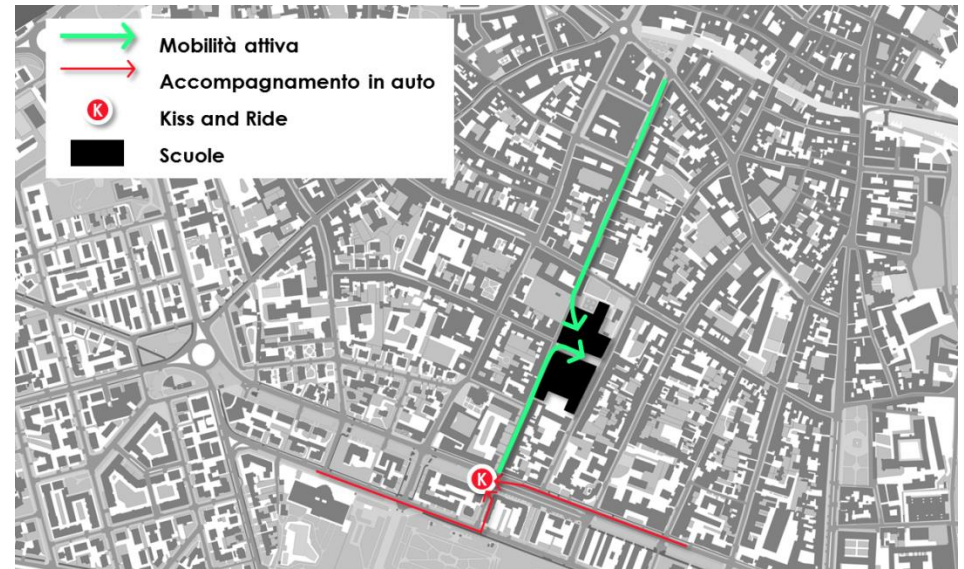 Mobilità attiva
Accompagnamento in auto
K
Kiss and Ride
Scuole
K